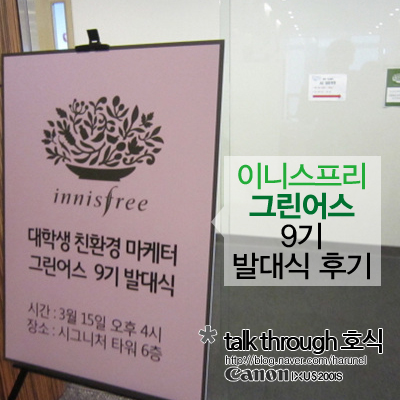 innisfree
대학생 친환경 마케터
그린어스 9기 발대식
시간 : 3월 15일 오후 4시
장소 : 시그니처 타워 6층
이니스프리
그린어스
9기
발대식 후기
* talk through 호식
http://blog.naver.com/harunel
Canon IXUS200IS